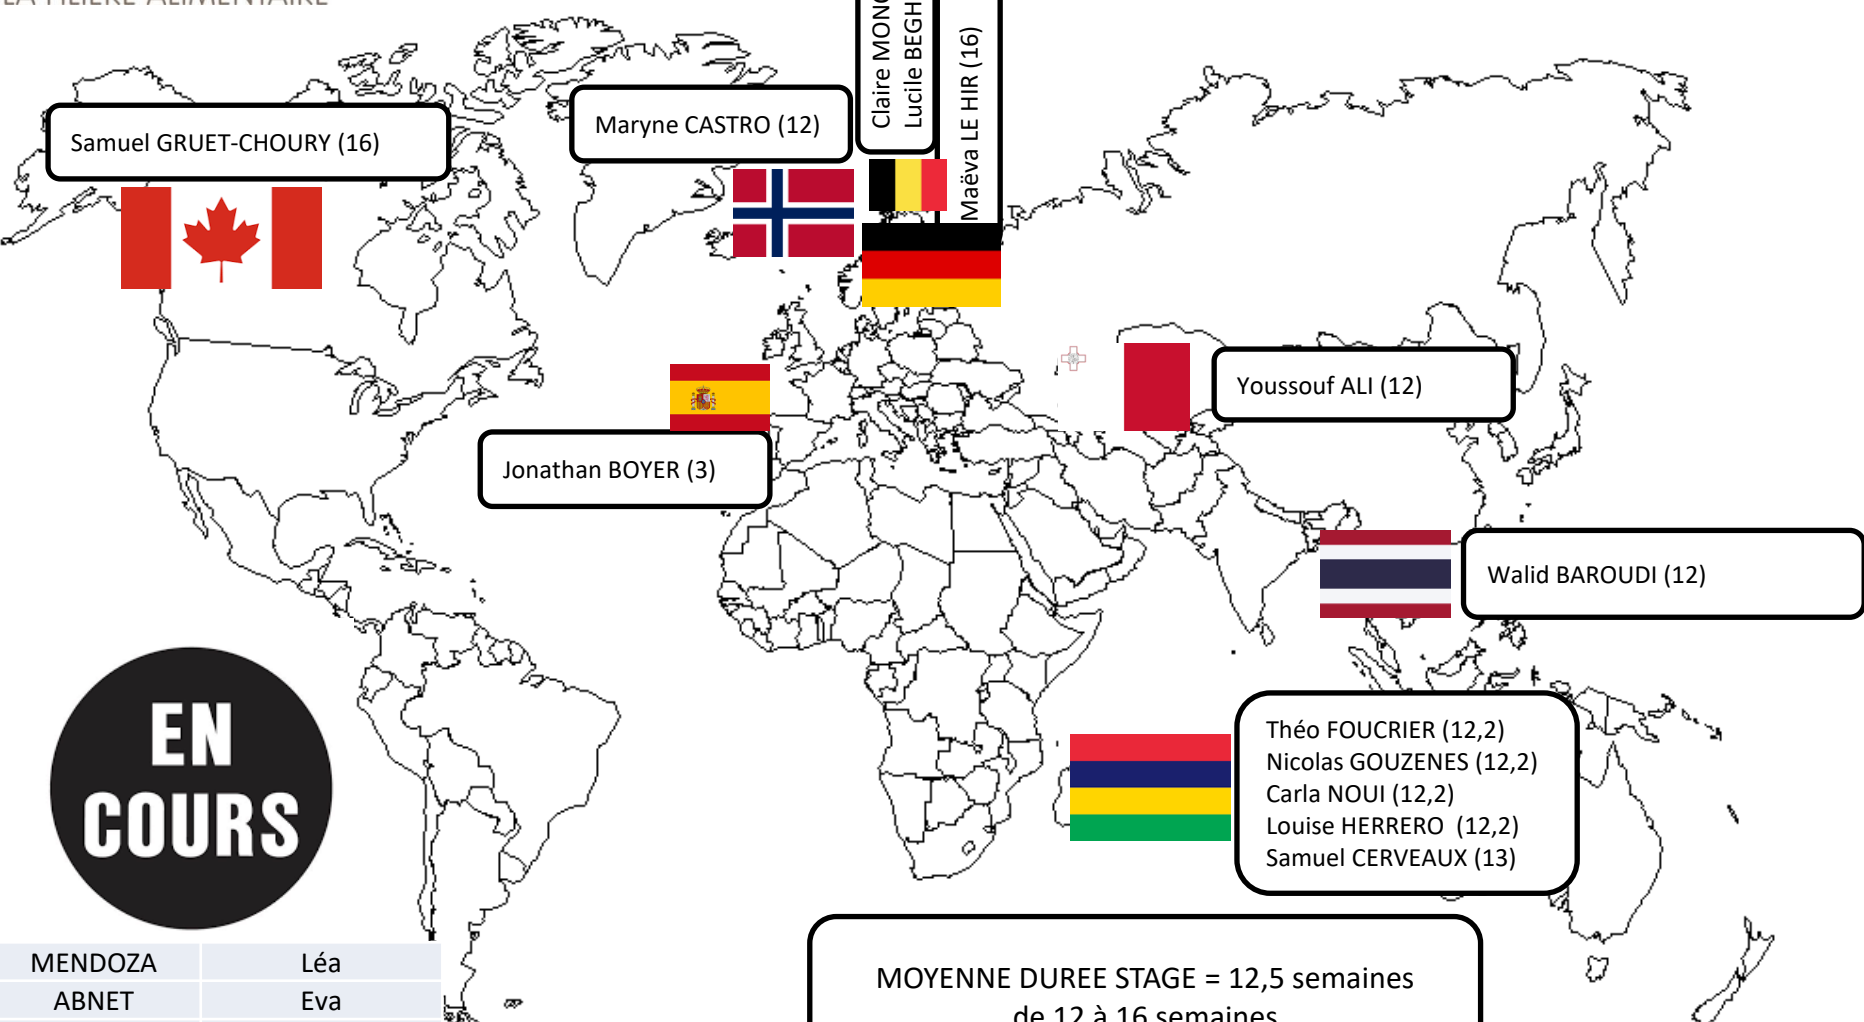 LA FILIERE ALIMENTAIRE
Samuel GRUET-CHOURY (16)
Maryne CASTRO (12)
Claire
Lucile
Maëva LE HIR (16)
Jonathan BOYER (3)
Youssouf ALI (12)
Walid BAROUDI (12)
Théo FOUCRIER (12,2)
Nicolas GOUZENES (12,2)
Carla NOUI (12,2)
Louise HERRERO (12,2)
Samuel CERVEAUX (13)
EN
COURS
MENDOZA Léa
ABNET Eva
MOYENNE DUREE STAGE = 12,5 semaines
de 12 à 16 semaines